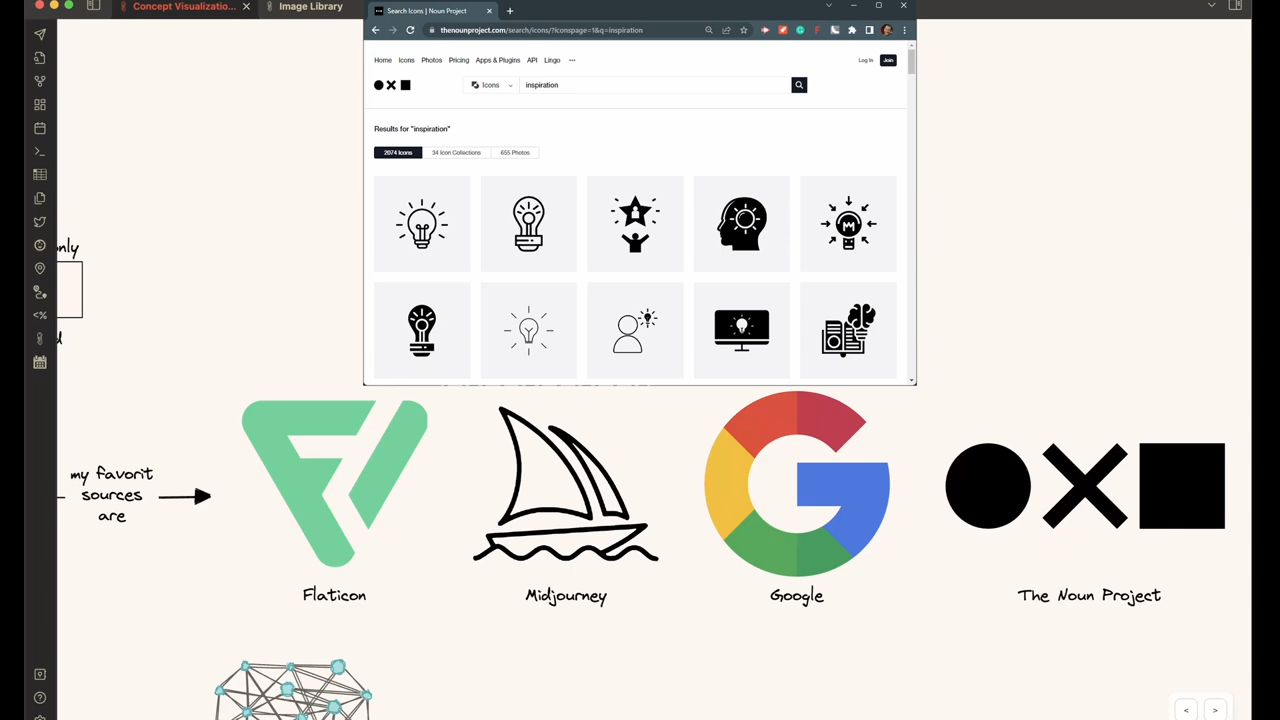 Concept Visualizatio...
Image Library
Search Icons | Noun Project
thenounproject.com/search/icons/?iconspage=1&q=inspiration
Home Icons Photos Pricing Apps & Plugins API Lingo
Log In Join
Icons inspiration
Results for "inspiration"
2074 Icons 34 Icon Collections 655 Photos
only
d
my favorit
sources
are
Flaticon
Midjourney
Google
The Noun Project